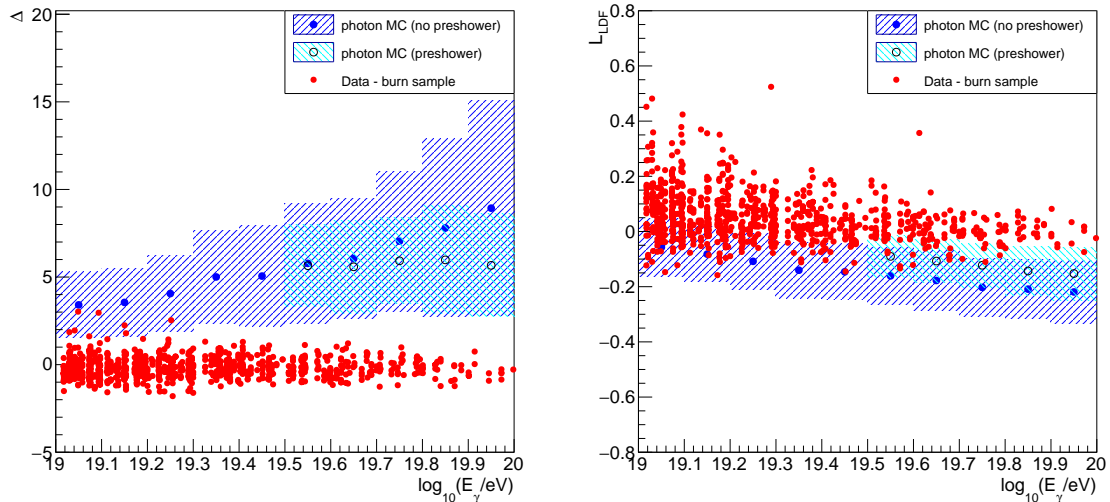 Δ
20
15
10
5
0
−5
19 19.1 19.2 19.3 19.4 19.5 19.6 19.7 19.8 19.9 20
log10(Eγ/eV)
photon MC (no preshower)
photon MC (preshower)
Data - burn sample
LLDF
0.8
0.6
0.4
0.2
0
−0.2
−0.4
−0.6
−0.8
19 19.1 19.2 19.3 19.4 19.5 19.6 19.7 19.8 19.9 20
log10(Eγ/eV)
photon MC (no preshower)
photon MC (preshower)
Data - burn sample